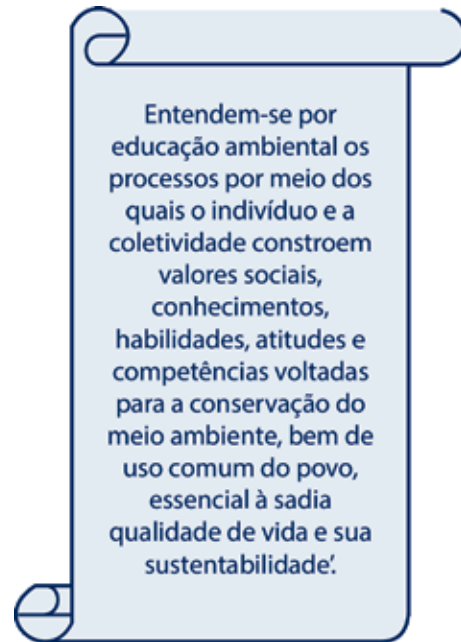 Entendem-se por
educação ambiental os
processos por meio dos
quais o indivíduo e a
coletividade constroem
valores sociais,
conhecimentos,
habilidades, atitudes e
competências voltadas
para a conservação do
meio ambiente, bem de
uso comum do povo,
essencial à sadia
qualidade de vida e sua
sustentabilidade'.